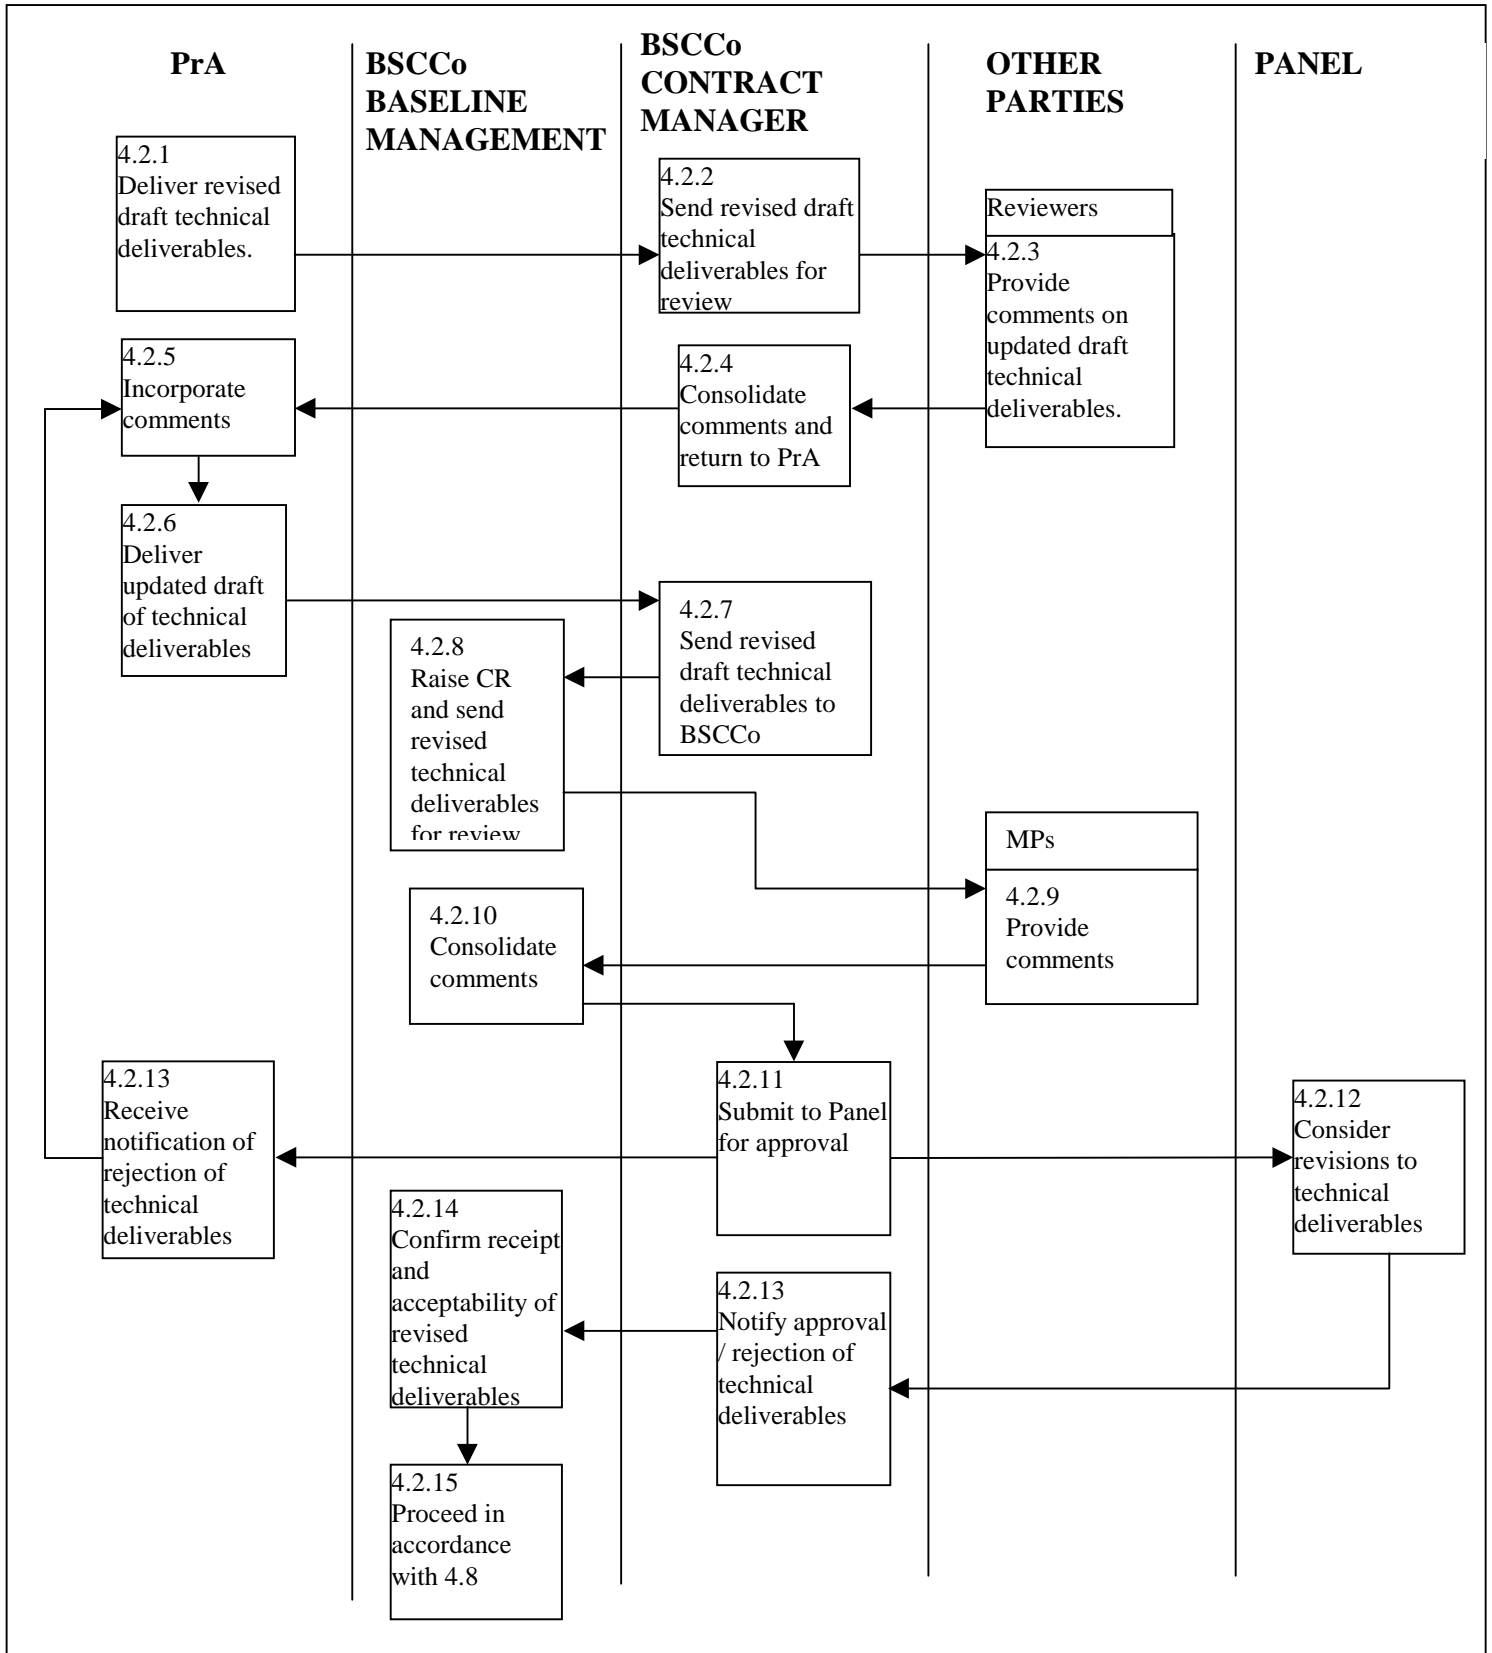 PrA
BSCCo
BASELINE
MANAGEMENT
BSCCo
CONTRACT
MANAGER
OTHER
PARTIES
PANEL
4.2.1
Deliver revised
draft technical
deliverables.
4.2.2
Send revised draft
technical
deliverables for
review
Reviewers
4.2.3
Provide
comments on
updated draft
technical
deliverables.
4.2.5
Incorporate
comments
4.2.4
Consolidate
comments and
return to PrA
4.2.6
Deliver
updated draft
of technical
deliverables
4.2.7
Send revised
draft technical
deliverables to
BSCCo
4.2.8
Raise CR
and send
revised
technical
deliverables
for review
MPs
4.2.9
Provide
comments
4.2.10
Consolidate
comments
4.2.13
Receive
notification of
rejection of
technical
deliverables
4.2.11
Submit to Panel
for approval
4.2.12
Consider
revisions to
technical
deliverables
4.2.14
Confirm receipt
and
acceptability of
revised
technical
deliverables
4.2.13
Notify approval
/ rejection of
technical
deliverables
4.2.15
Proceed in
accordance
with 4.8